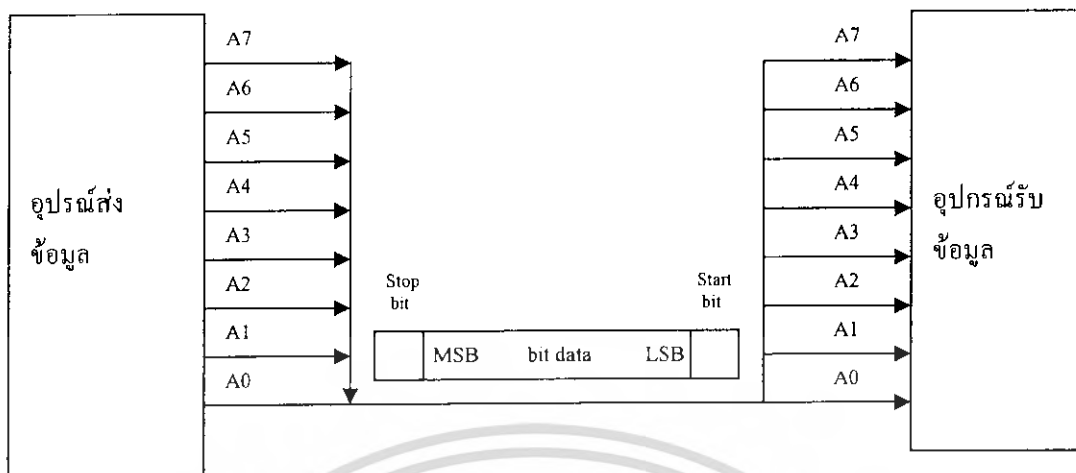 A7
A6
A5
A4
A3
A2
A1
A0
อุปรณ์ส่ง
ข้อมูล
Stop
bit
MSB bit data LSB
Start
bit
A7
A6
A5
A4
A3
A2
A1
A0
อุปกรณ์รับ
ข้อมูล